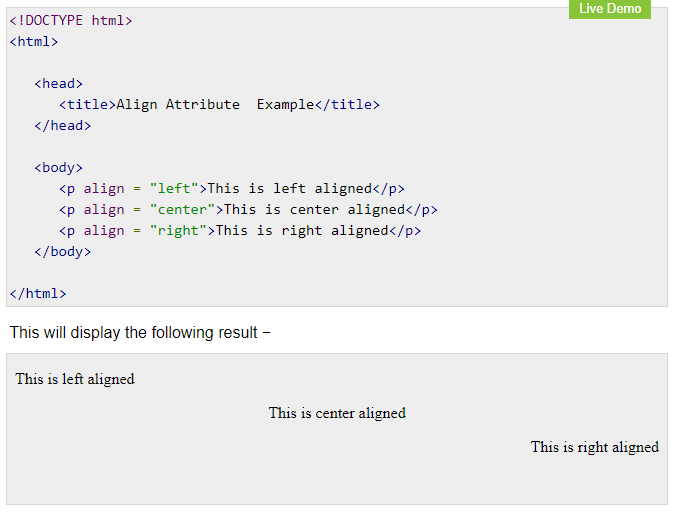 Live Demo
<!DOCTYPE html>
<html>
<head>
<title>Align Attribute  Example</title>
</head>
<body>
<p align = "left">This is left aligned</p>
<p align = "center">This is center aligned</p>
<p align = "right">This is right aligned</p>
</body>
</html>
This will display the following result −
This is left aligned
This is center aligned
This is right aligned